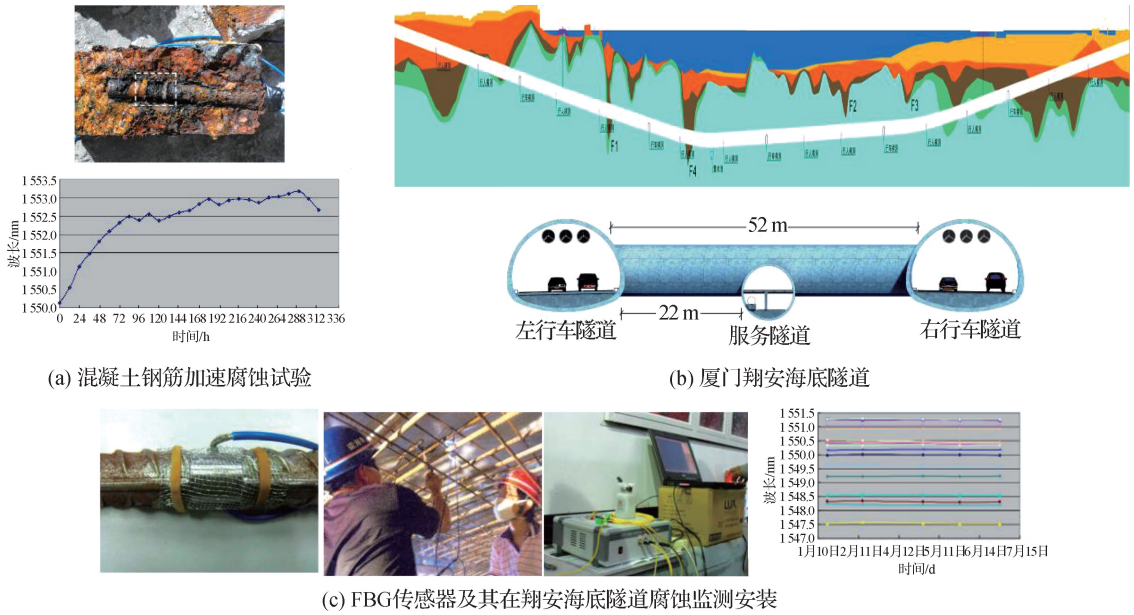 1 553.5
1 553.0
1 552.5
1 552.0
1 551.5
1 551.0
1 550.5
1 550.0
波长/nm
0 24 48 72 96 120 144 168 192 216 240 264 288 312 336
时间/h
(a) 混凝土钢筋加速腐蚀试验
F1
F4
F2
F3
52 m
22 m
左行车隧道
服务隧道
右行车隧道
(b) 厦门翔安海底隧道
1 551.5
1 551.0
1 550.5
1 550.0
1 549.5
1 549.0
1 548.5
1 548.0
1 547.5
1 547.0
波长/nm
1月10日2月11日4月12日5月11日6月14日7月15日
时间/d
(c) FBG传感器及其在翔安海底隧道腐蚀监测安装